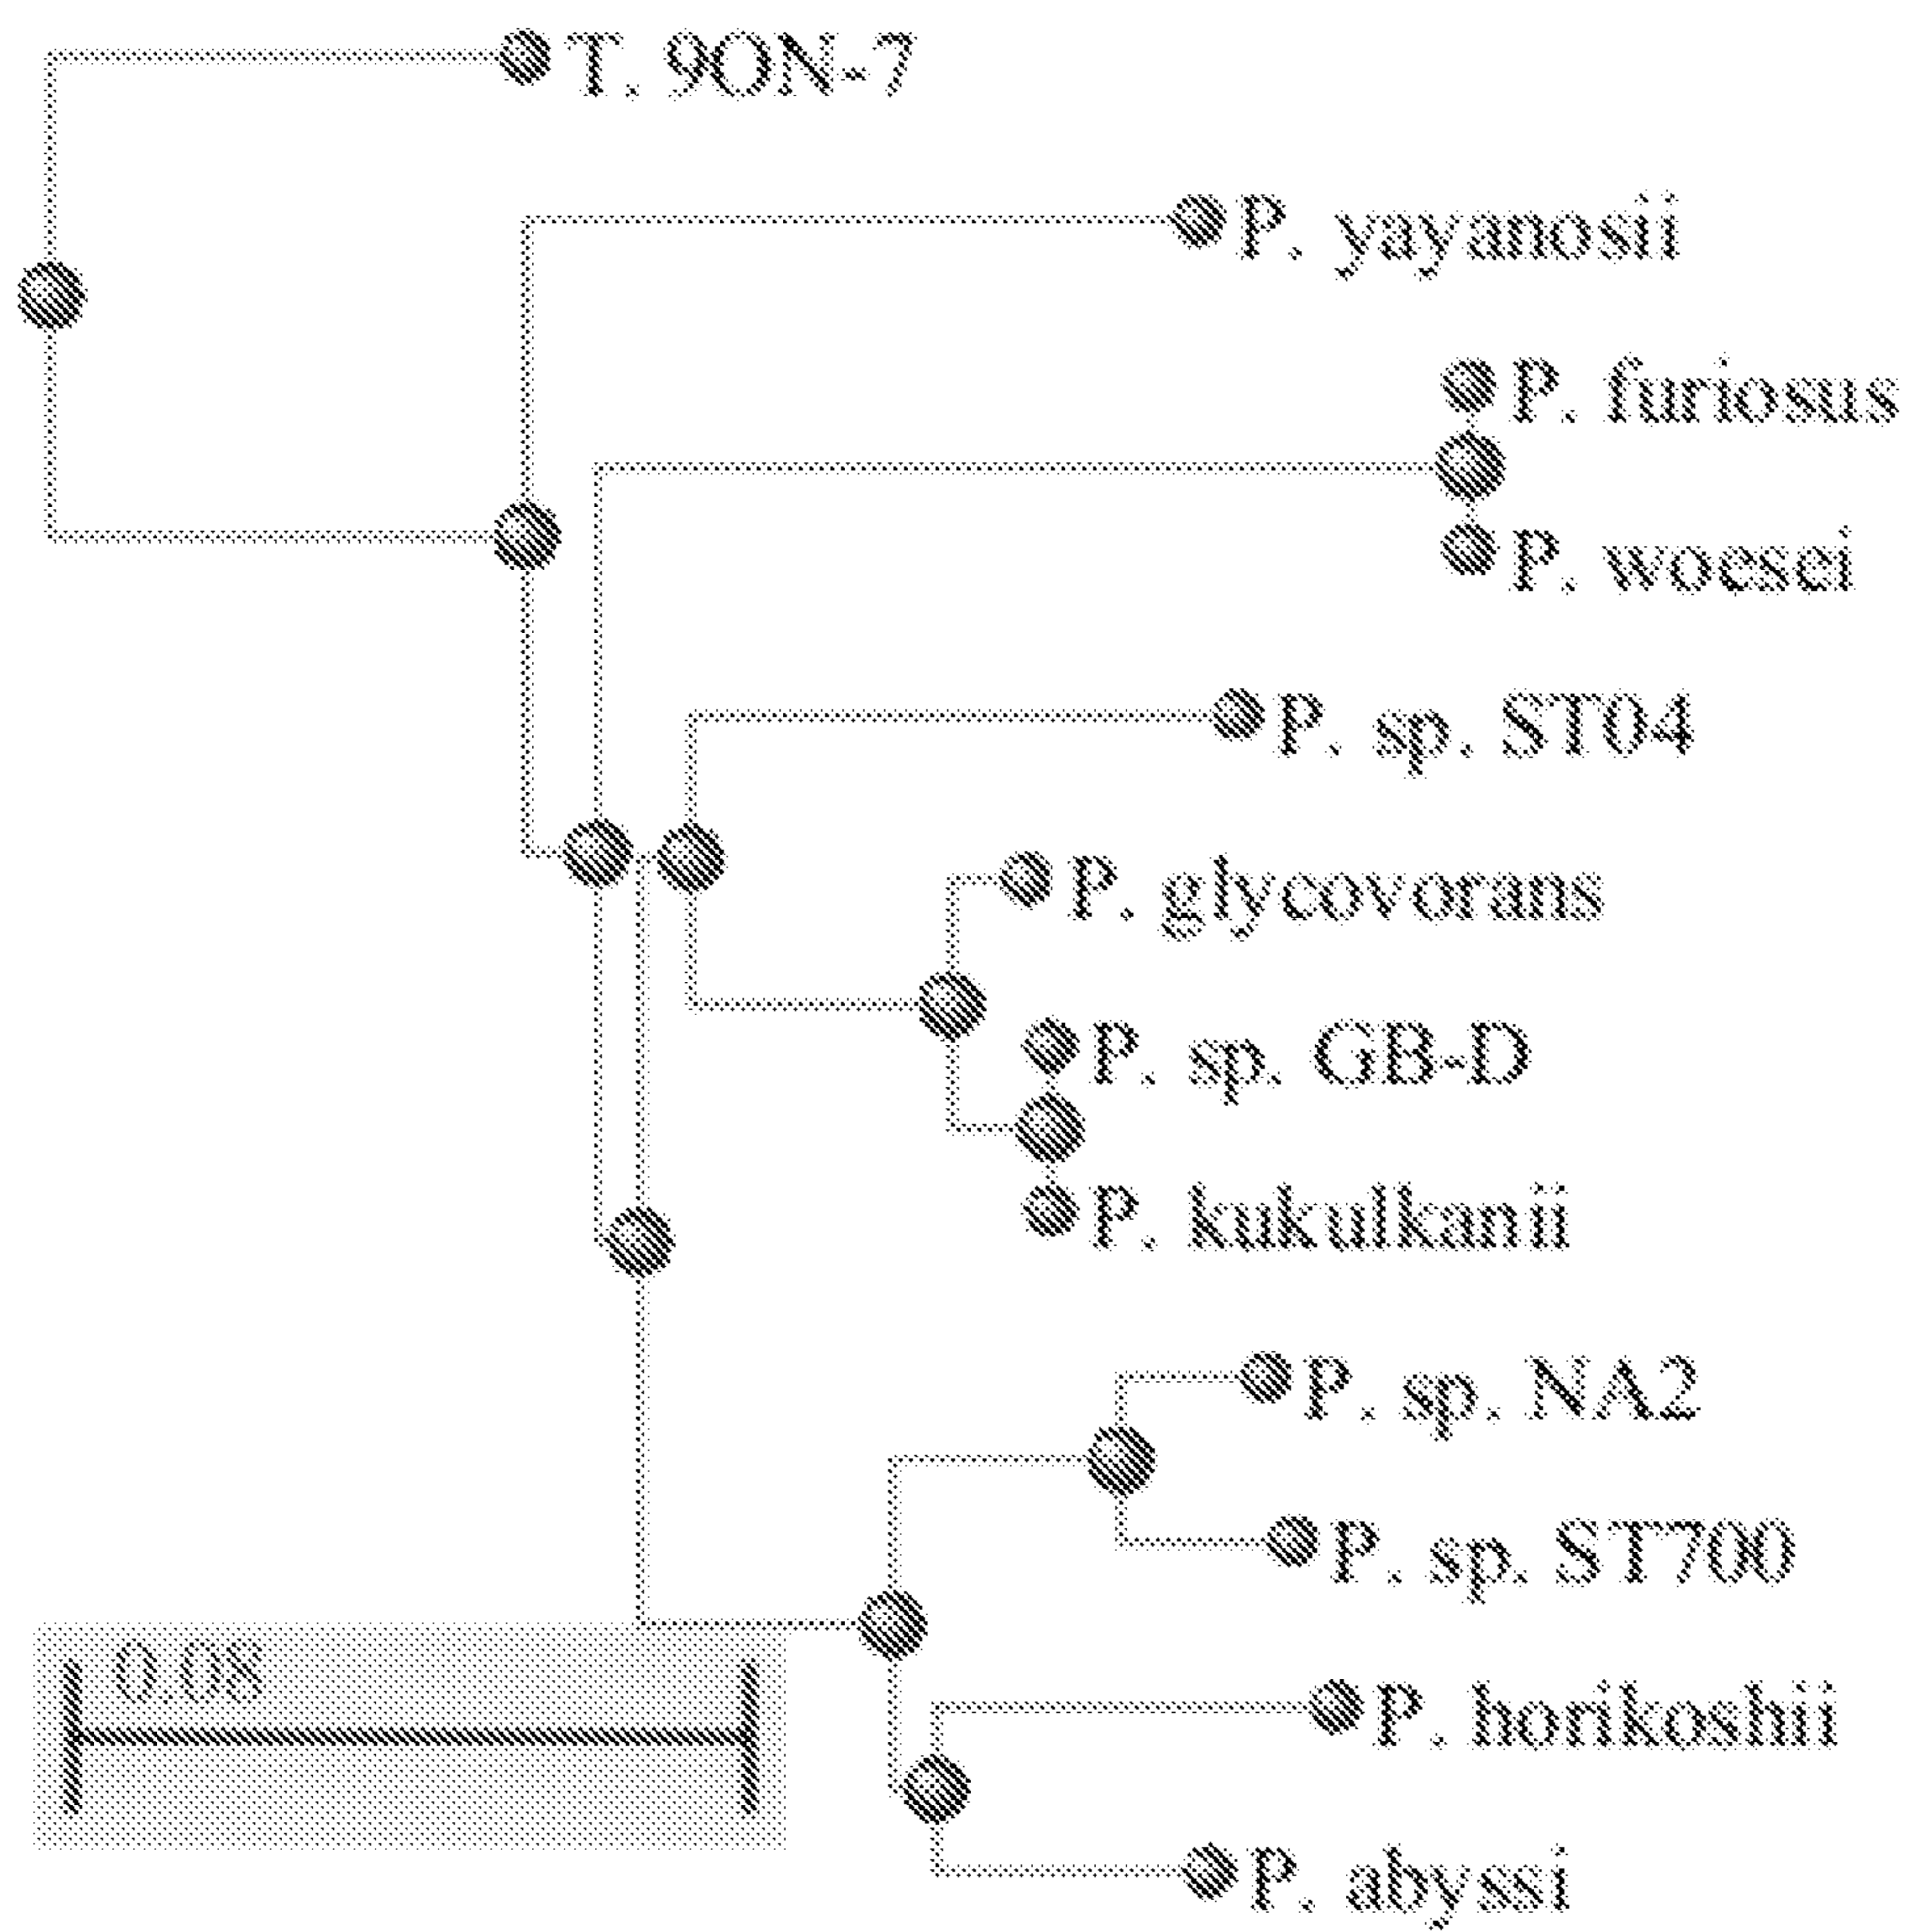 T. 9ON-7
P. yayanosii
P. furiosus
P. woesei
P. sp. ST04
P. glycovorans
P. sp. GB-D
P. kukulkanii
P. sp. NA2
P. sp. ST700
0.08
P. horikoshii
P. abyssi